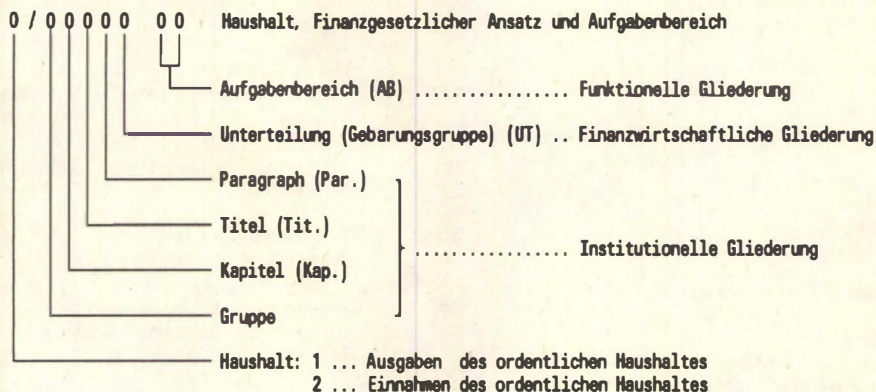 0 / 0 0 0 0 0 0 0 Haushalt, Finanzgesetzlicher Ansatz und Aufgabenbereich
Aufgabenbereich (AB) ................ Funktionelle Gliederung
Unterteilung (Gebarungsgruppe) (UT) .. Finanzwirtschaftliche Gliederung
Paragraph (Par.)
Titel (Tit.)
................ Institutionelle Gliederung
Kapitel (Kap.)
Gruppe
Haushalt: 1 ... Ausgaben des ordentlichen Haushaltes
2 ... Einnahmen des ordentlichen Haushaltes